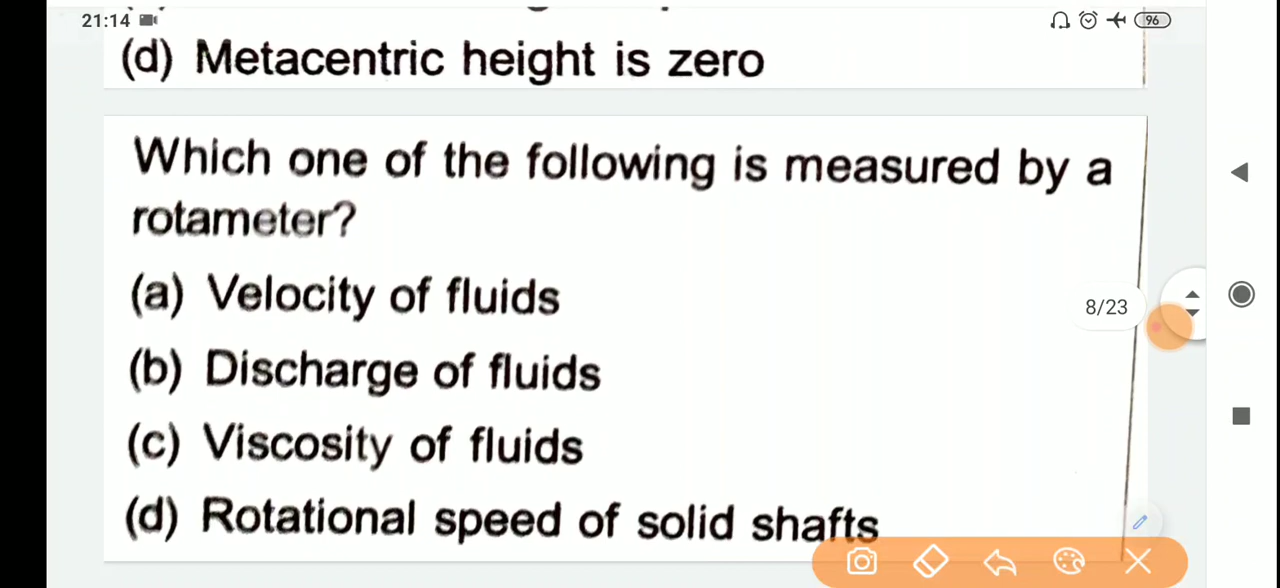 21:14
96
(d) Metacentric height is zero
Which one of the following is measured by a
rotameter?
(a) Velocity of fluids
8/23
(b) Discharge of fluids
(c) Viscosity of fluids
(d) Rotational speed of solid shafts